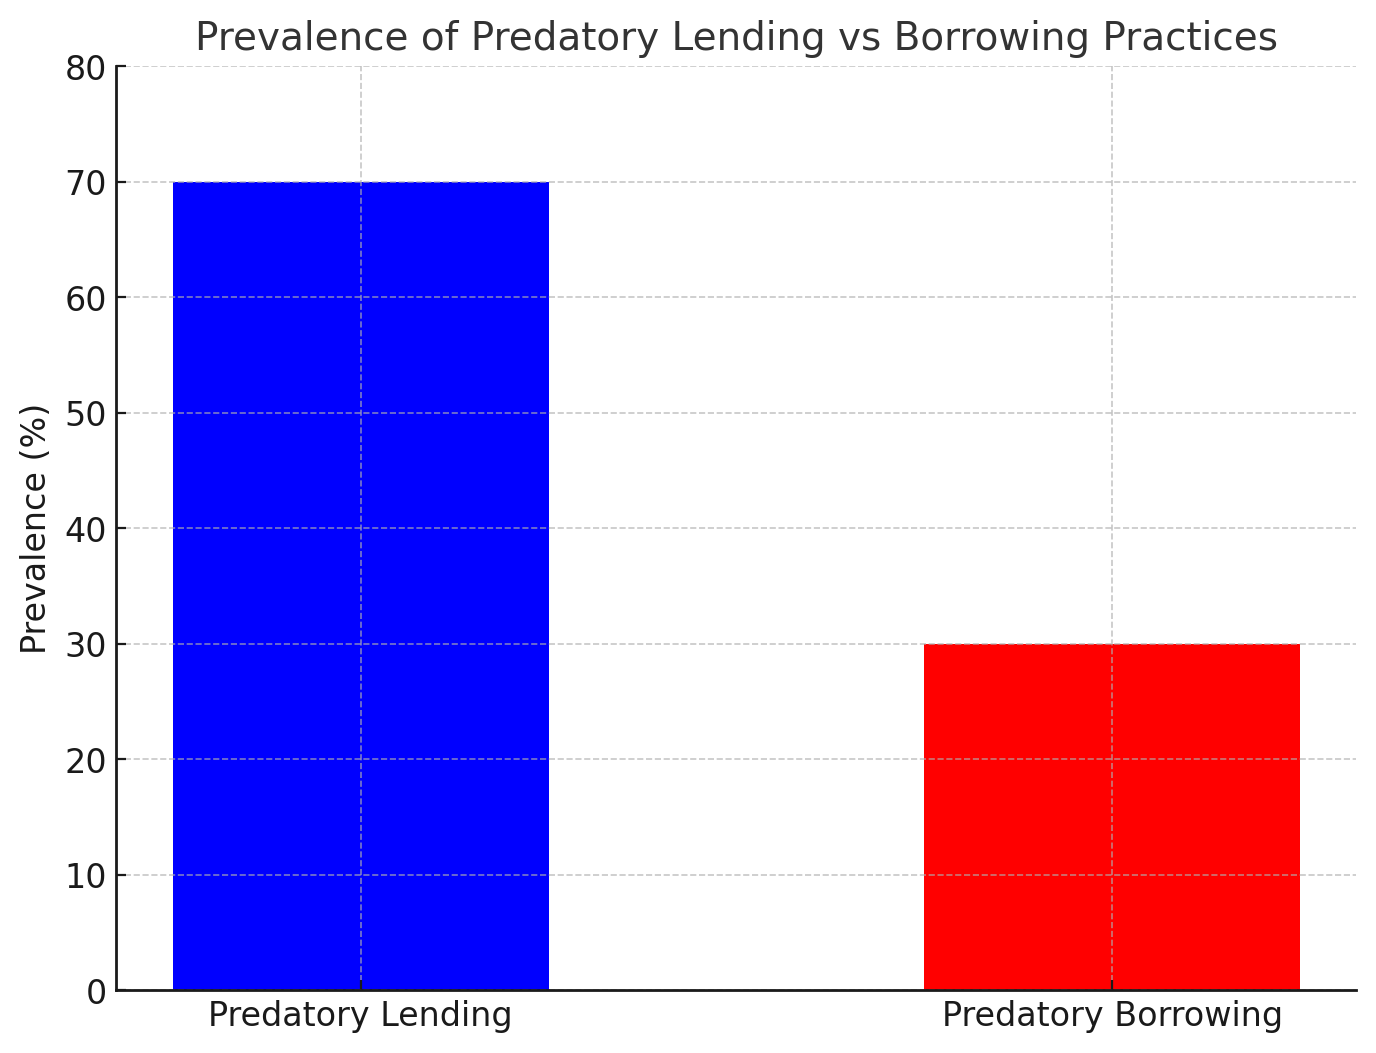 Prevalence of Predatory Lending vs Borrowing Practices
80
70
60
50
40
30
20
10
0
Prevalence (%)
Predatory Lending
Predatory Borrowing